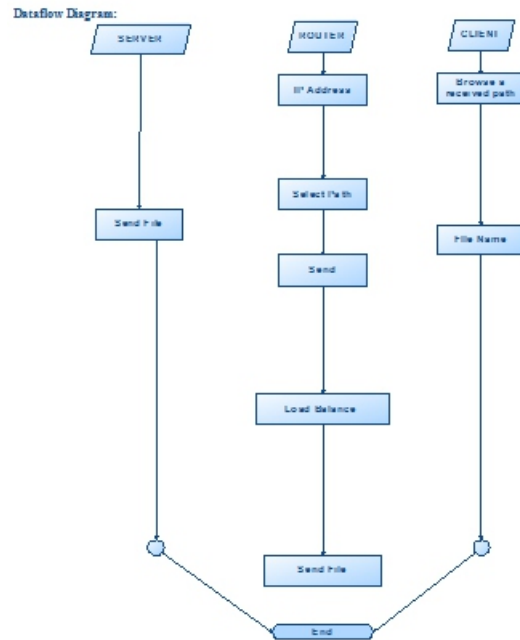 Dataflow Diagram:
SERVER
ROUTER
CLIENT
IP Address
Browse a
received path
Select Path
Send File
File Name
Send
Load Balance
Send File
End